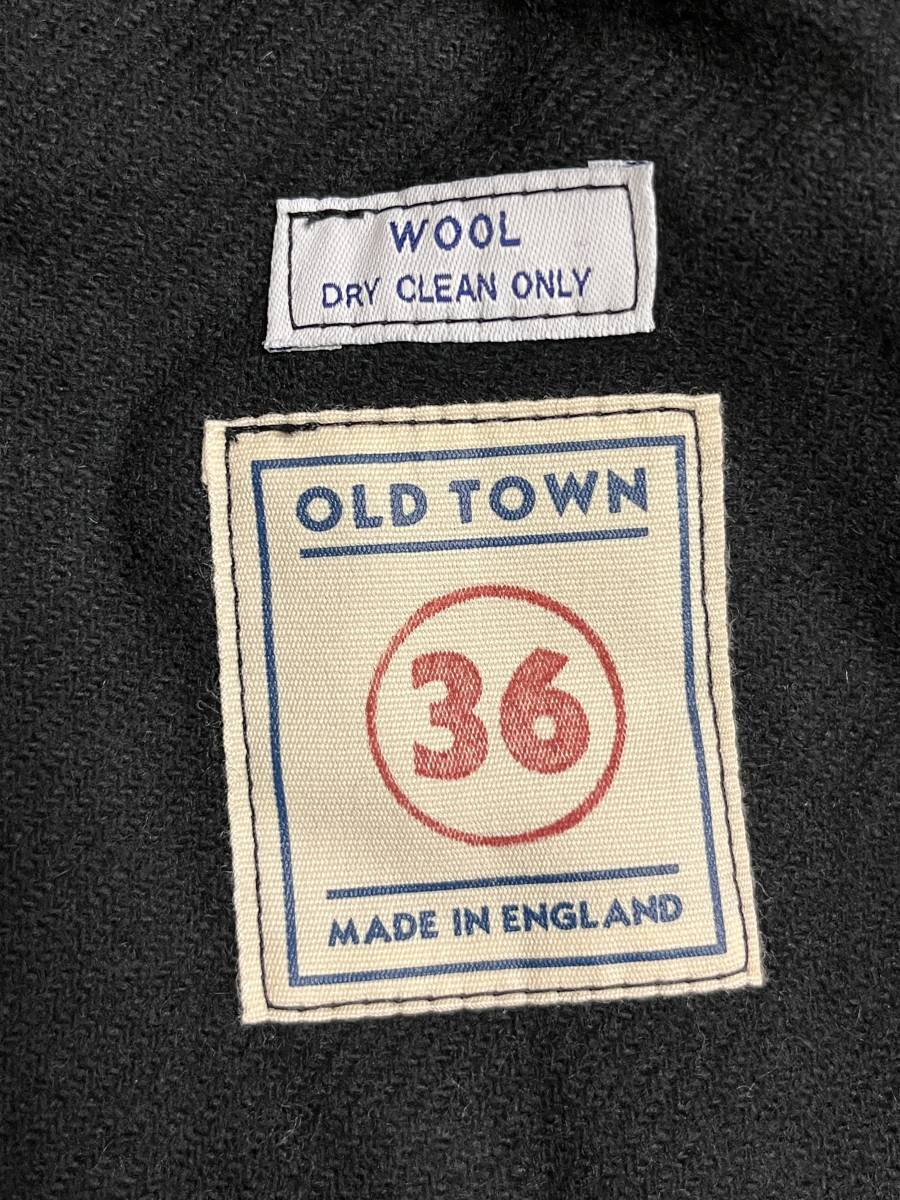 WOOL
DRY CLEAN ONLY
OLD TOWN
36
MADE IN ENGLAND